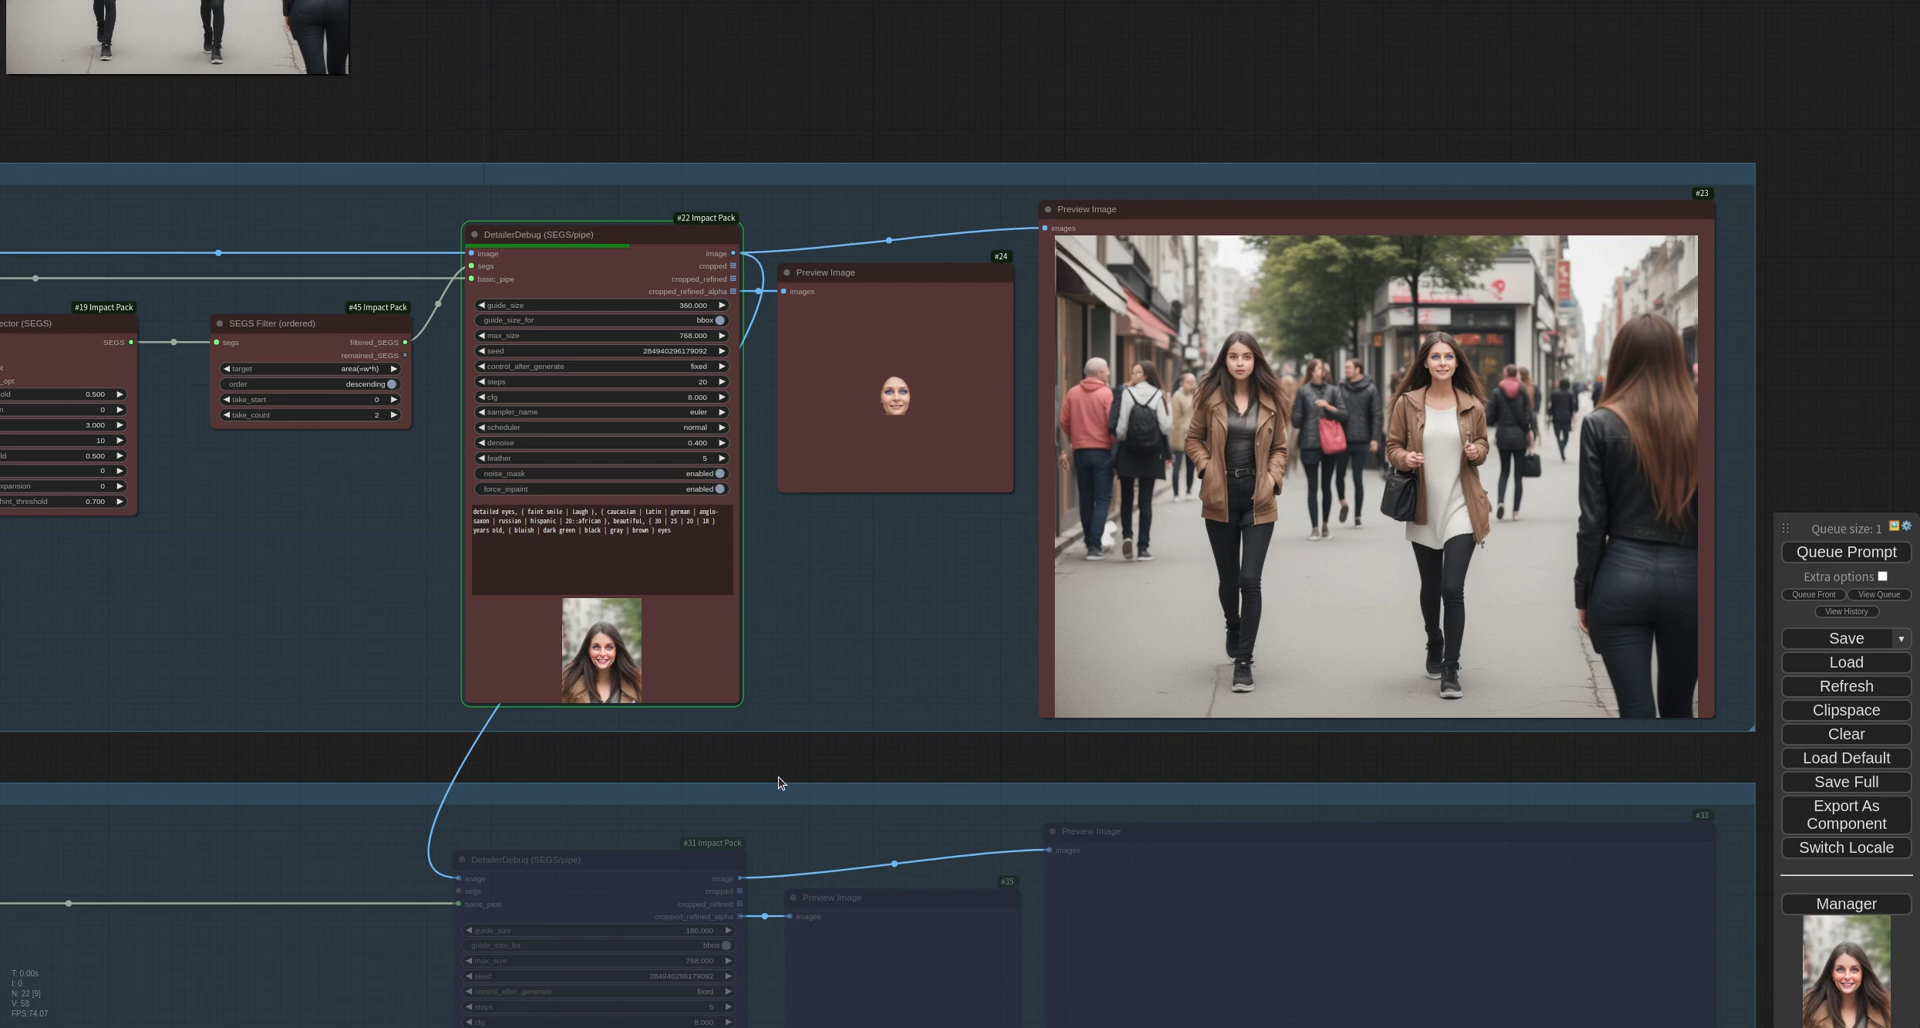 #22 Impact Pack
DetailerDebug (SEGS/pipe)
image image
segs cropped
basic_pipe cropped_refined
cropped_refined_alpha
guide_size 360.000
guide_size_for bbox
max_size 768.000
seed 284940296179092
control_after_generate fixed
steps 20
cfg 8.000
sampler_name euler
scheduler normal
denoise 0.400
feather 5
noise_mask enabled
force_inpaint enabled
detailed eyes, ( faint smile | laugh ), ( caucasian | latin | german | anglo-
saxon | russian | hispanic | 20::african ), beautiful, ( 30 | 25 | 20 | 18 )
years old, ( bluish | dark green | black | gray | brown ) eyes
#19 Impact Pack
ector (SEGS)
SEGS
t
_opt
old 0.500
n 0
3.000
10
ld 0.500
0
expansion 0
hint_threshold 0.700
#45 Impact Pack
SEGS Filter (ordered)
segs filtered_SEGS
remained_SEGS
target area(=w*h)
order descending
take_start 0
take_count 2
#24
Preview Image
images
#23
Preview Image
images
Queue size: 1
Queue Prompt
Extra options
Queue Front View Queue
View History
Save ▼
Load
Refresh
Clipspace
Clear
Load Default
Save Full
Export As
Component
Switch Locale
Manager
#31 Impact Pack
DetailerDebug (SEGS/pipe)
image image
segs cropped
basic_pipe cropped_refined
cropped_refined_alpha
guide_size 180.000
guide_size_for bbox
max_size 768.000
seed 284940296179092
control_after_generate fixed
steps 5
cfg 8.000
#35
Preview Image
images
#33
Preview Image
images
T: 0.00s
I: 0
N: 22 [9]
V: 58
FPS:74.07